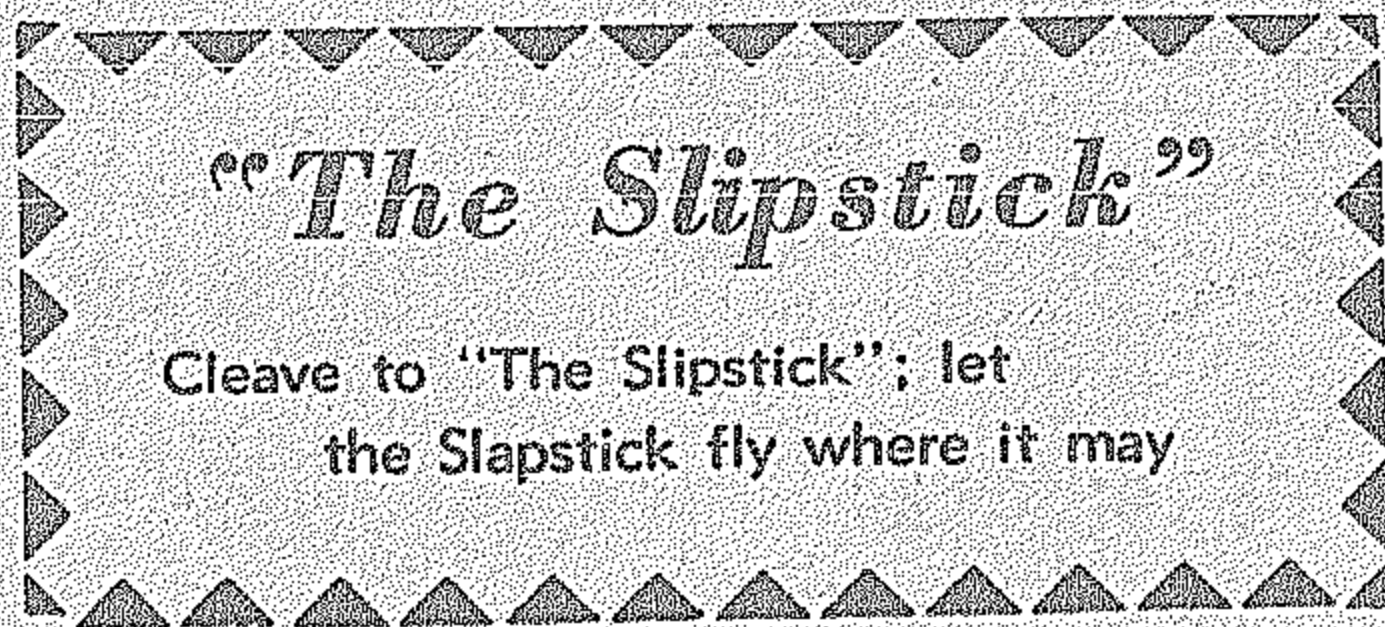 “The Slipstick”
Cleave to “The Slipstick”; let
the Slapstick fly where it may